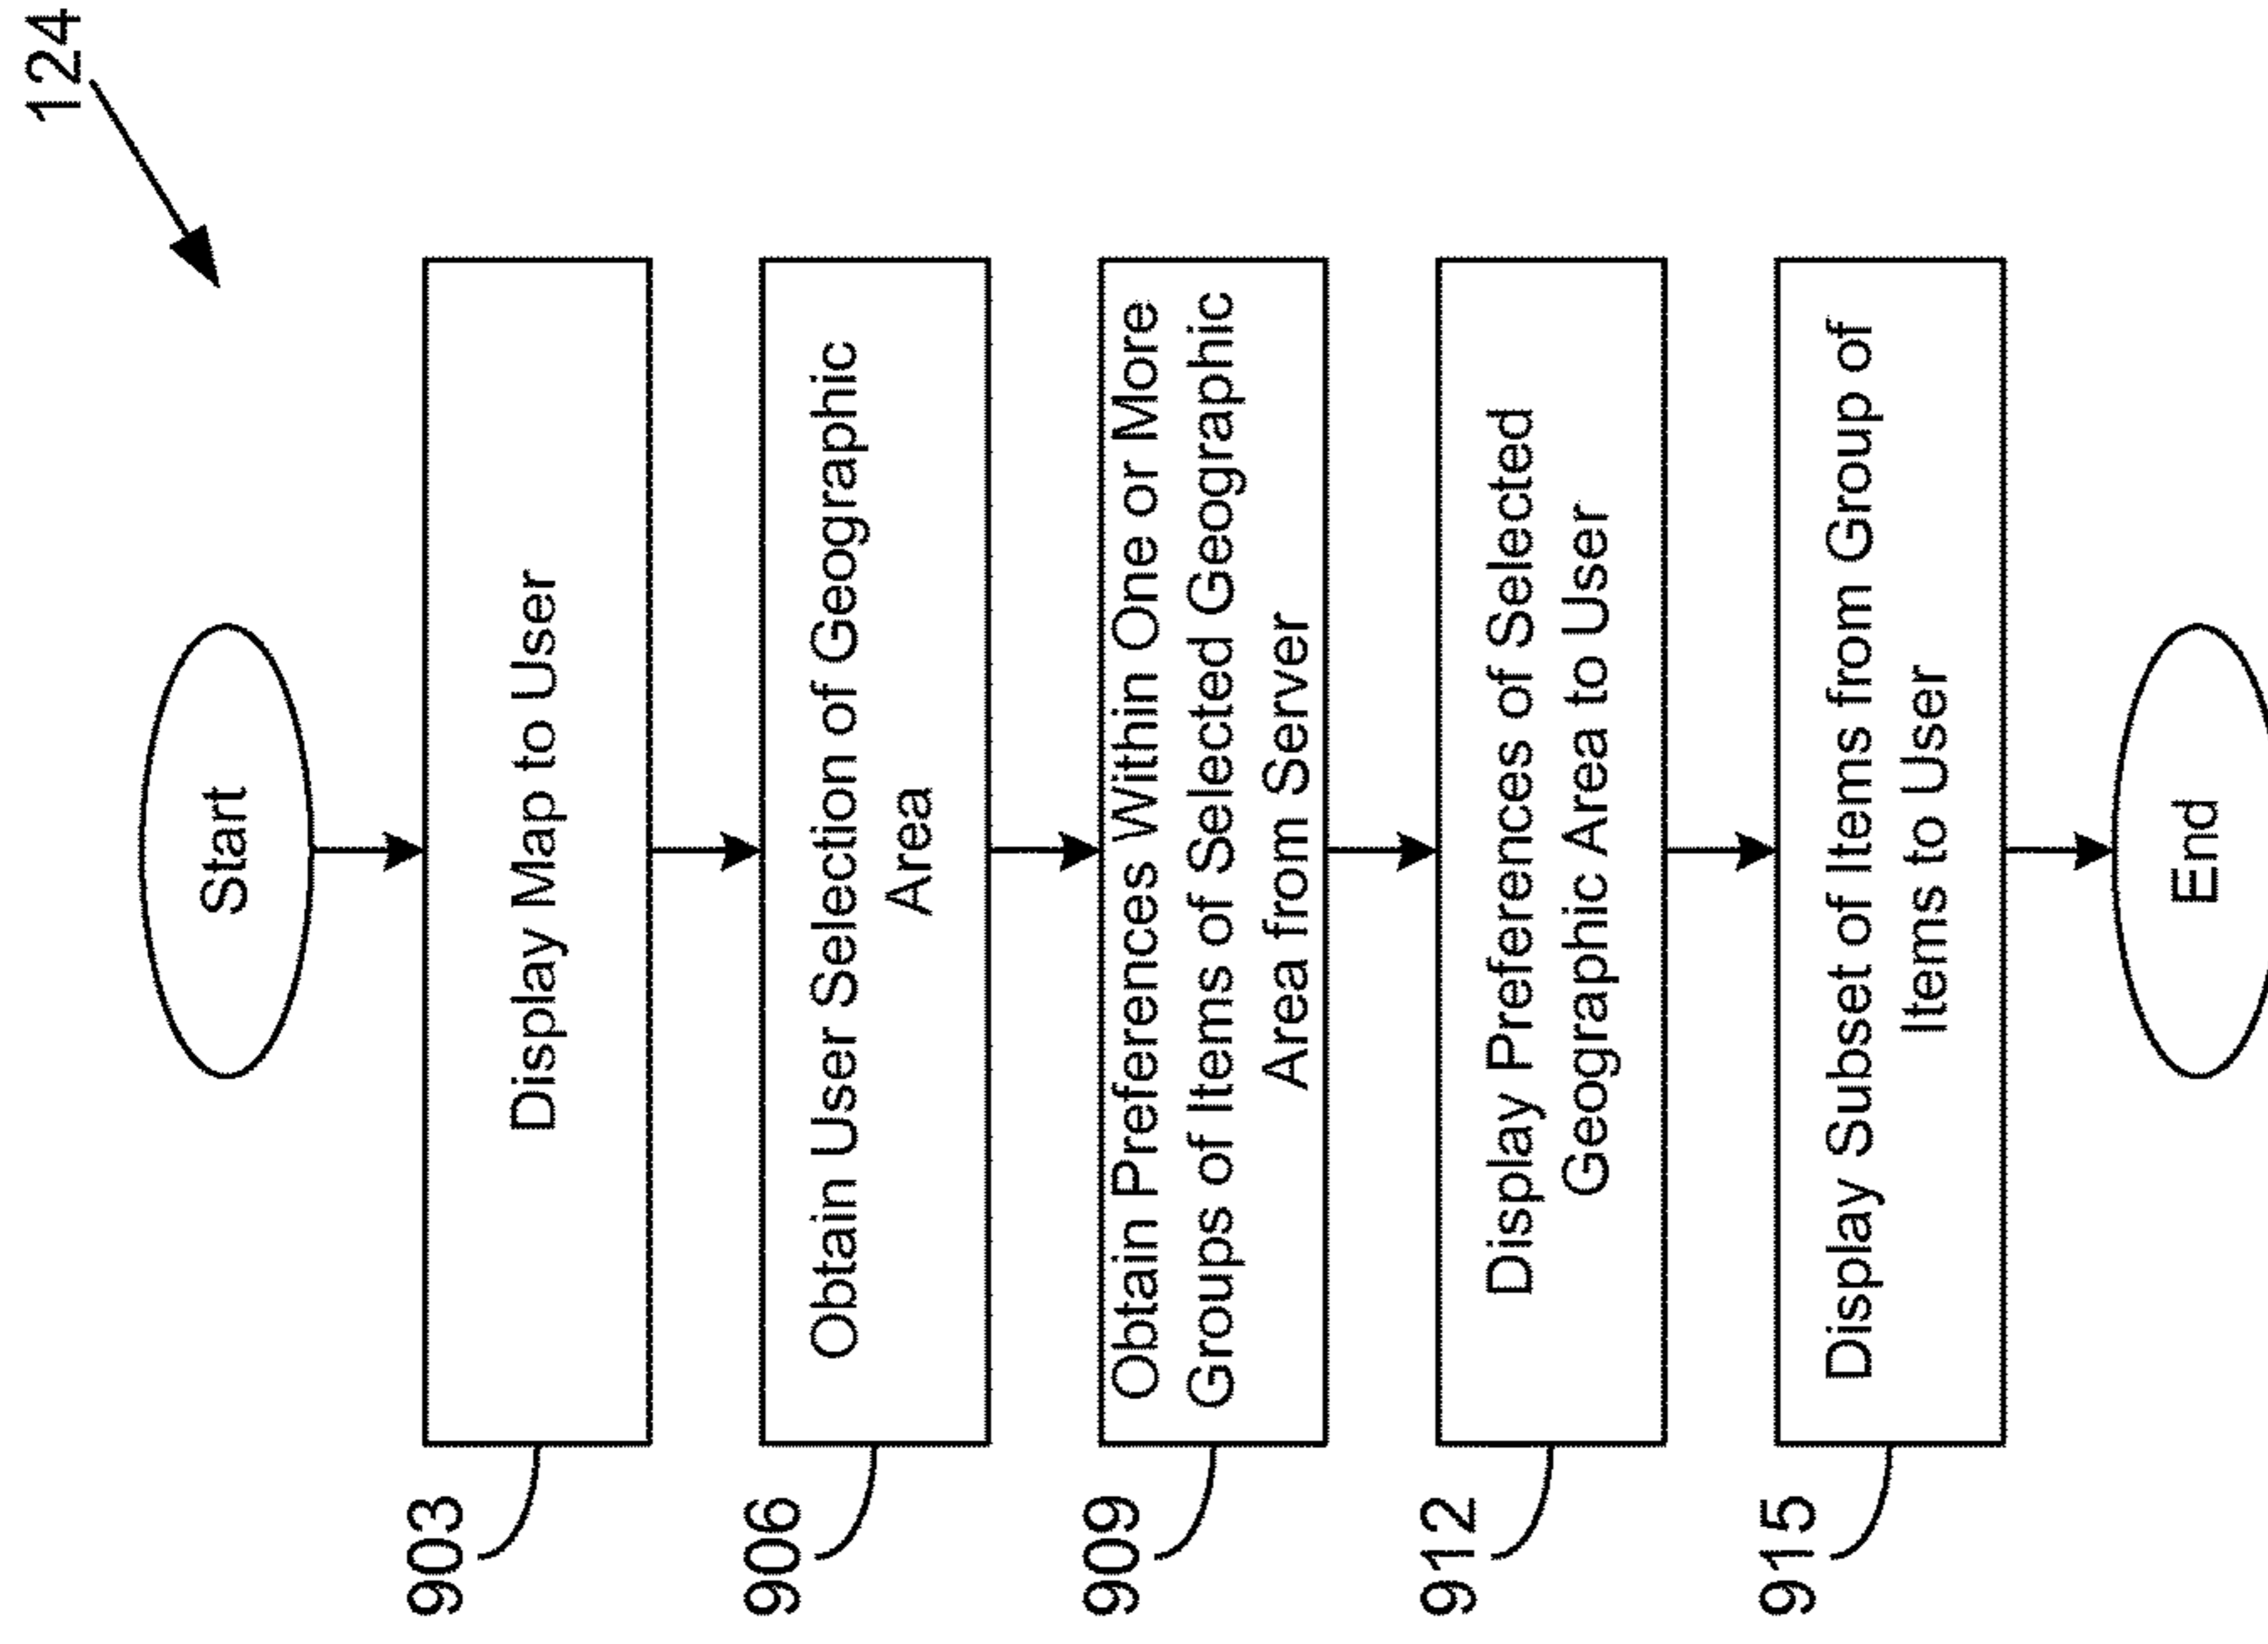 124
Start
903
Display Map to User
906
Obtain User Selection of Geographic
Area
909
Obtain Preferences Within One or More
Groups of Items of Selected Geographic
Area from Server
912
Display Preferences of Selected
Geographic Area to User
915
Display Subset of Items from Group of
Items to User
End